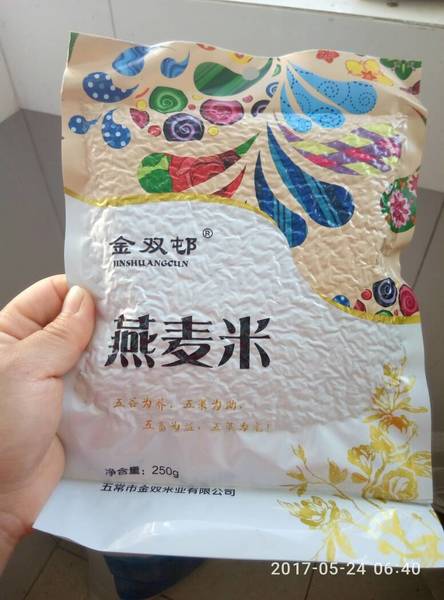 金双邨®
JINSHUANGCUN
燕麦米
五谷为养，五果为助，
五畜为益，五菜为充！
净含量：250g
五常市金双米业有限公司
2017-05-24 06:40